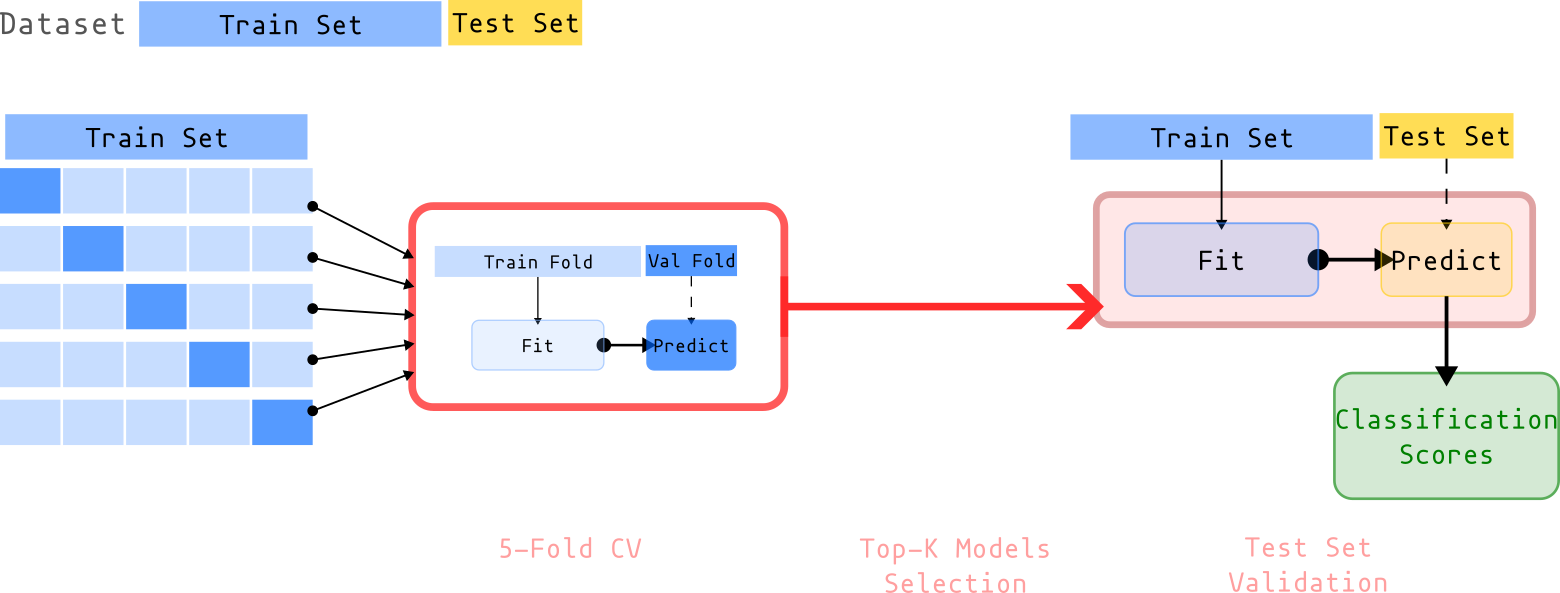 Dataset
Train Set
Test Set
Train Set
Train Fold
Val Fold
Fit
Predict
Train Set
Test Set
Fit
Predict
Classification
Scores
5–Fold CV
Top–K Models
Selection
Test Set
Validation